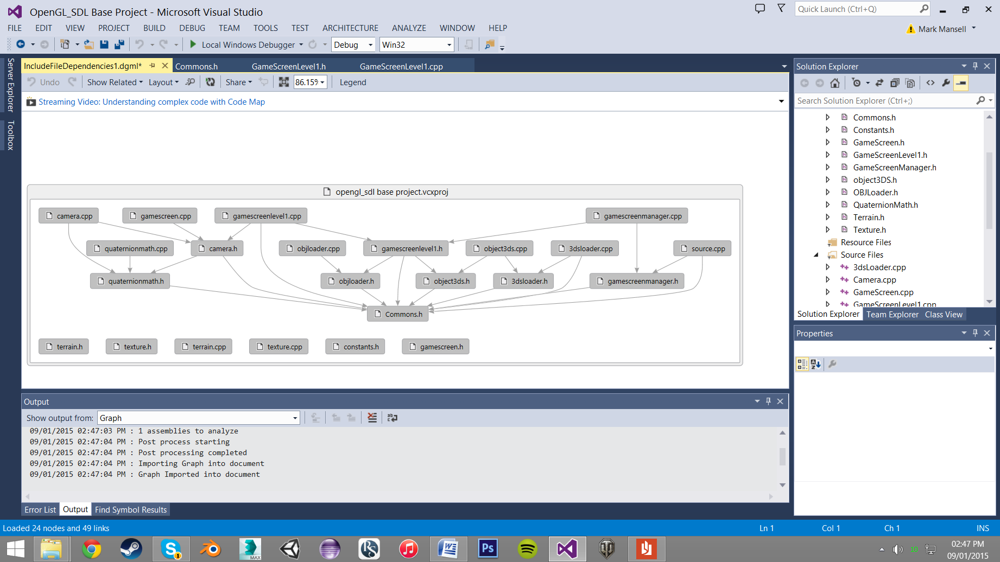 OpenGL_SDL Base Project - Microsoft Visual Studio
Quick Launch (Ctrl+Q)
FILE EDIT VIEW PROJECT BUILD DEBUG TEAM TOOLS TEST ARCHITECTURE ANALYZE WINDOW HELP
Mark Mansell
Local Windows Debugger Debug Win32
Server Explorer
Toolbox
IncludeFileDependencies1.dgml* Commons.h GameScreenLevel1.h GameScreenLevel1.cpp
Undo Show Related Layout Share 86.15% Legend
Streaming Video: Understanding complex code with Code Map
opengl_sdl base project.vcxproj
camera.cpp gamescreen.cpp gamescreenlevel1.cpp gamescreenmanager.cpp
quaternionmath.cpp camera.h objloader.cpp gamescreenlevel1.h object3ds.cpp 3dsloader.cpp source.cpp
quaternionmath.h objloader.h object3ds.h 3dsloader.h gamescreenmanager.h
Commons.h
terrain.h texture.h terrain.cpp texture.cpp constants.h gamescreen.h
Output
Show output from: Graph
09/01/2015 02:47:03 PM : 1 assemblies to analyze
09/01/2015 02:47:04 PM : Post process starting
09/01/2015 02:47:04 PM : Post processing completed
09/01/2015 02:47:04 PM : Importing Graph into document
09/01/2015 02:47:04 PM : Graph Imported into document
Error List Output Find Symbol Results
Solution Explorer
Search Solution Explorer (Ctrl+;)
Commons.h
Constants.h
GameScreen.h
GameScreenLevel1.h
GameScreenManager.h
object3DS.h
OBJLoader.h
QuaternionMath.h
Terrain.h
Texture.h
Resource Files
Source Files
3dsLoader.cpp
Camera.cpp
GameScreen.cpp
GameScreenLevel1.cpp
Solution Explorer Team Explorer Class View
Properties
Loaded 24 nodes and 49 links Ln 1 Col 1 Ch 1 INS
1 MAX Ps
02:47 PM
09/01/2015